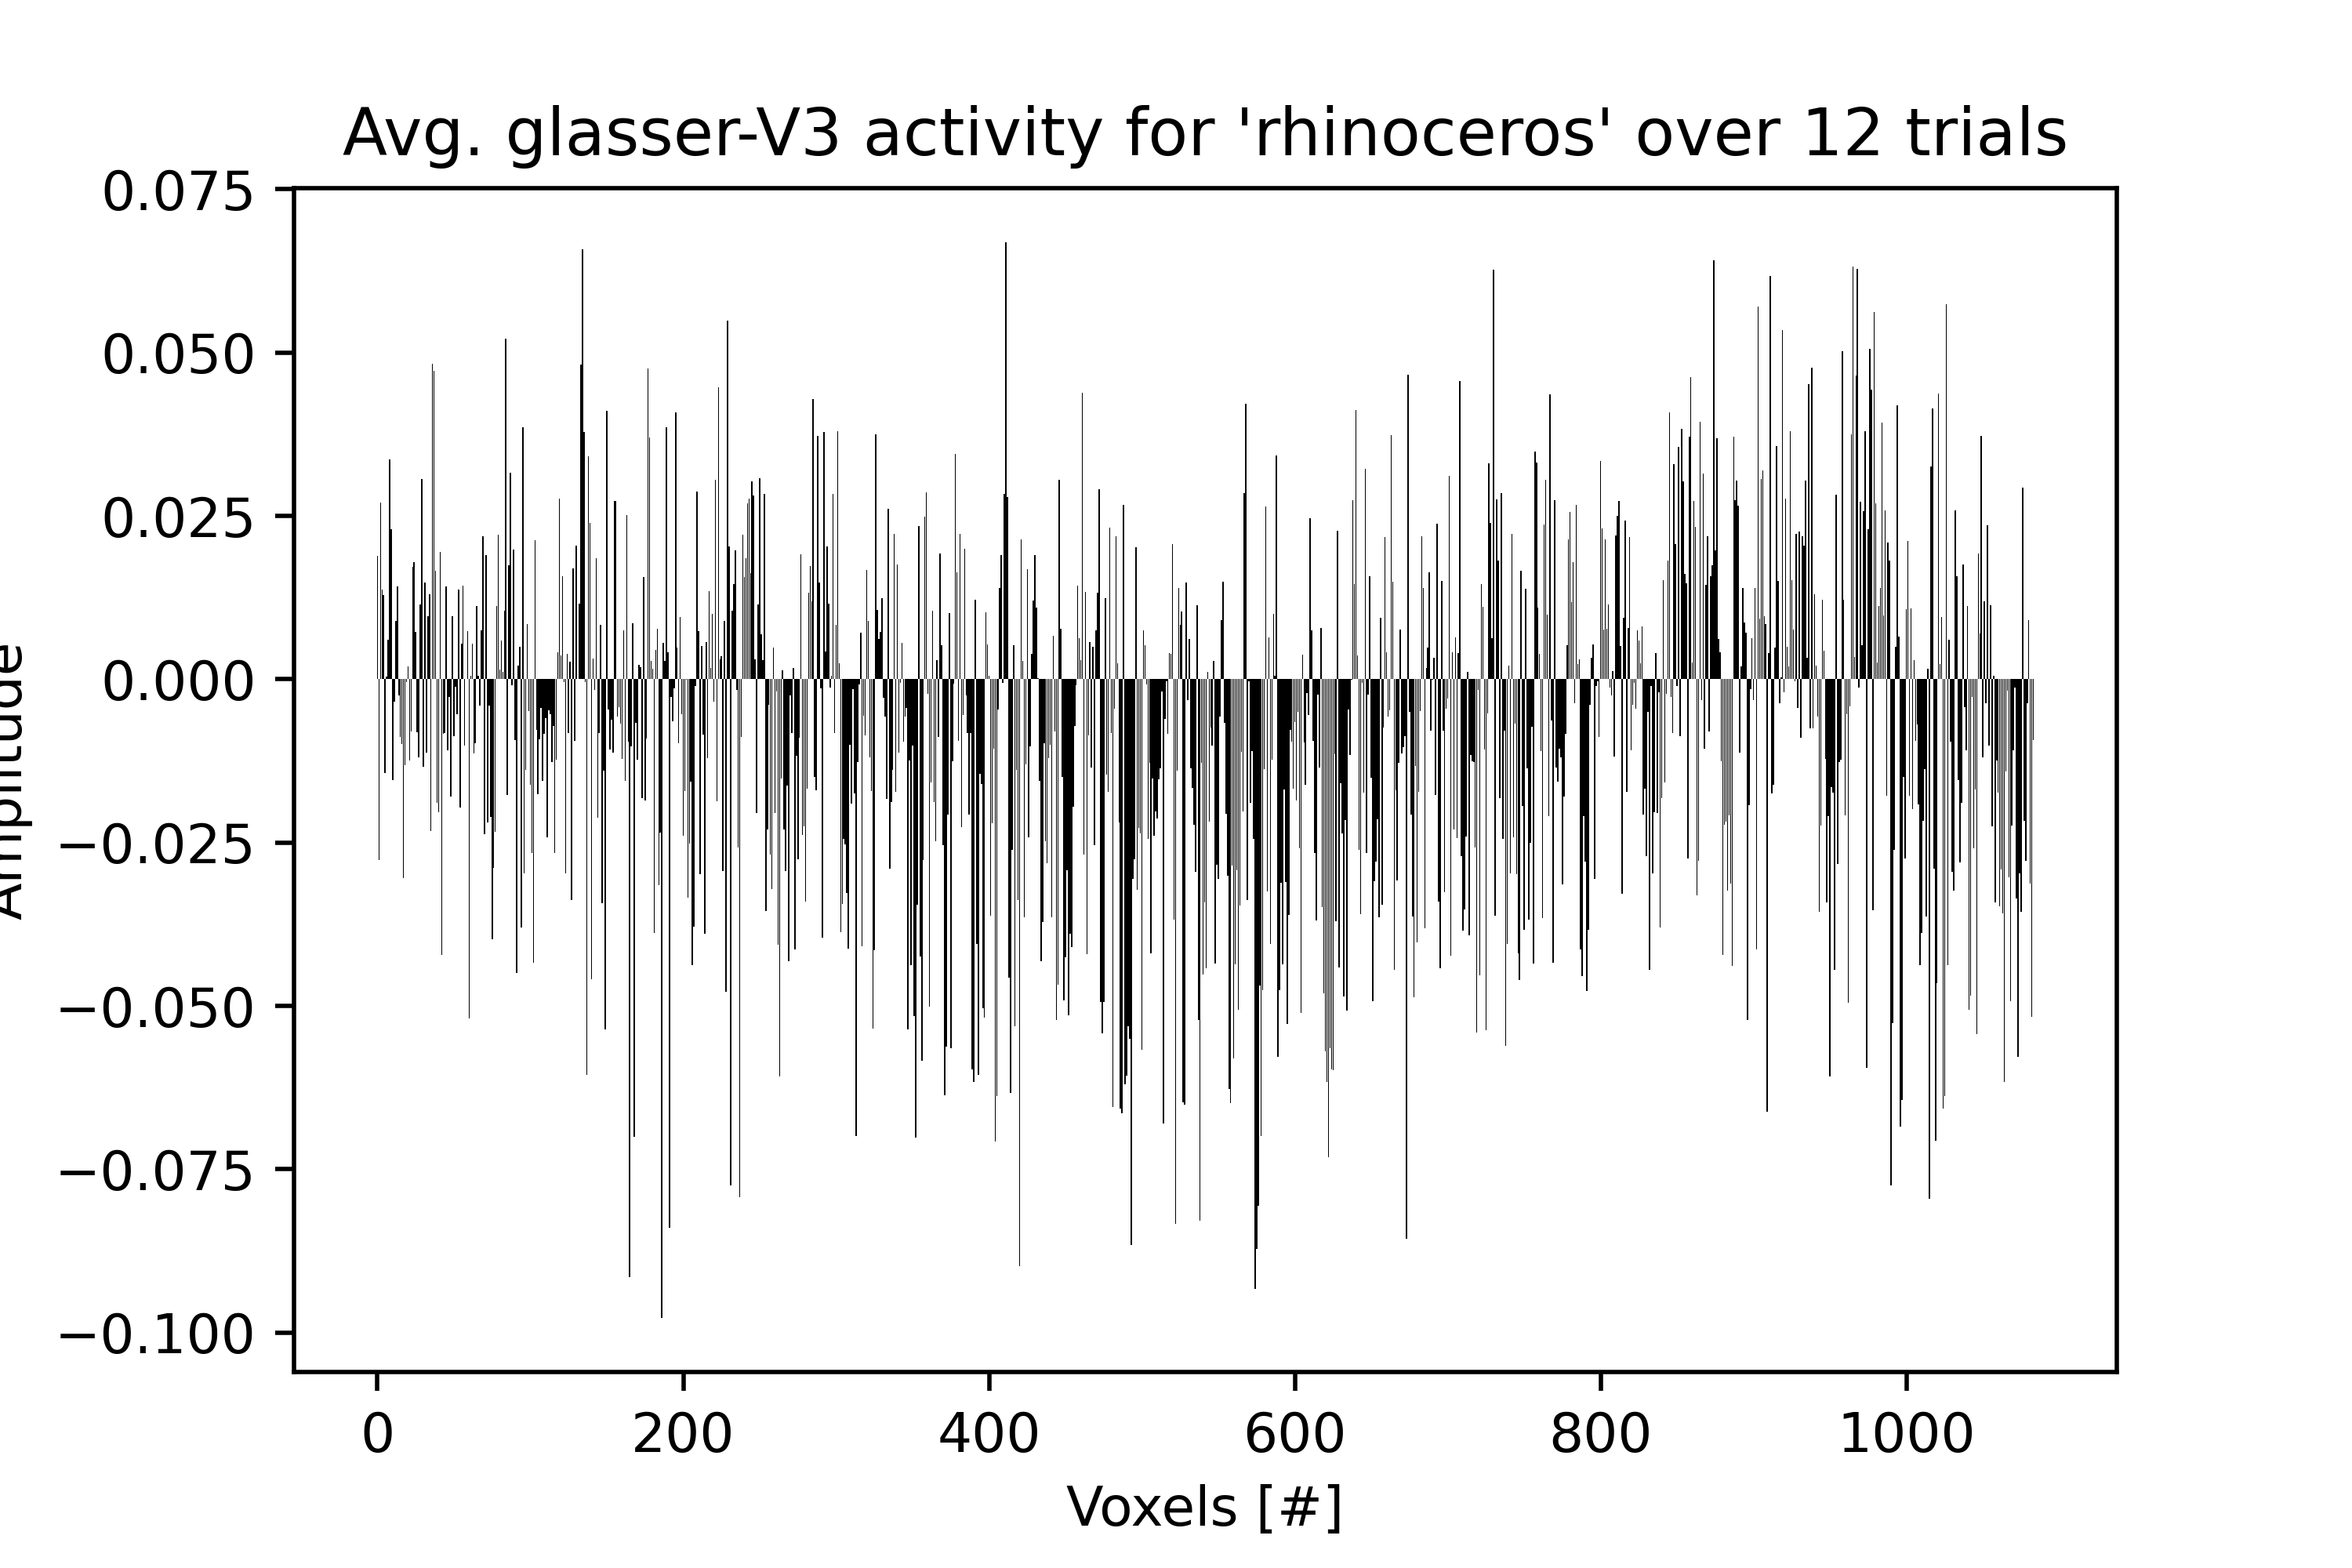 Avg. glasser-V3 activity for 'rhinoceros' over 12 trials
0.075
0.050
0.025
0.000
−0.025
−0.050
−0.075
−0.100
Amplitude
0 200 400 600 800 1000
Voxels [#]